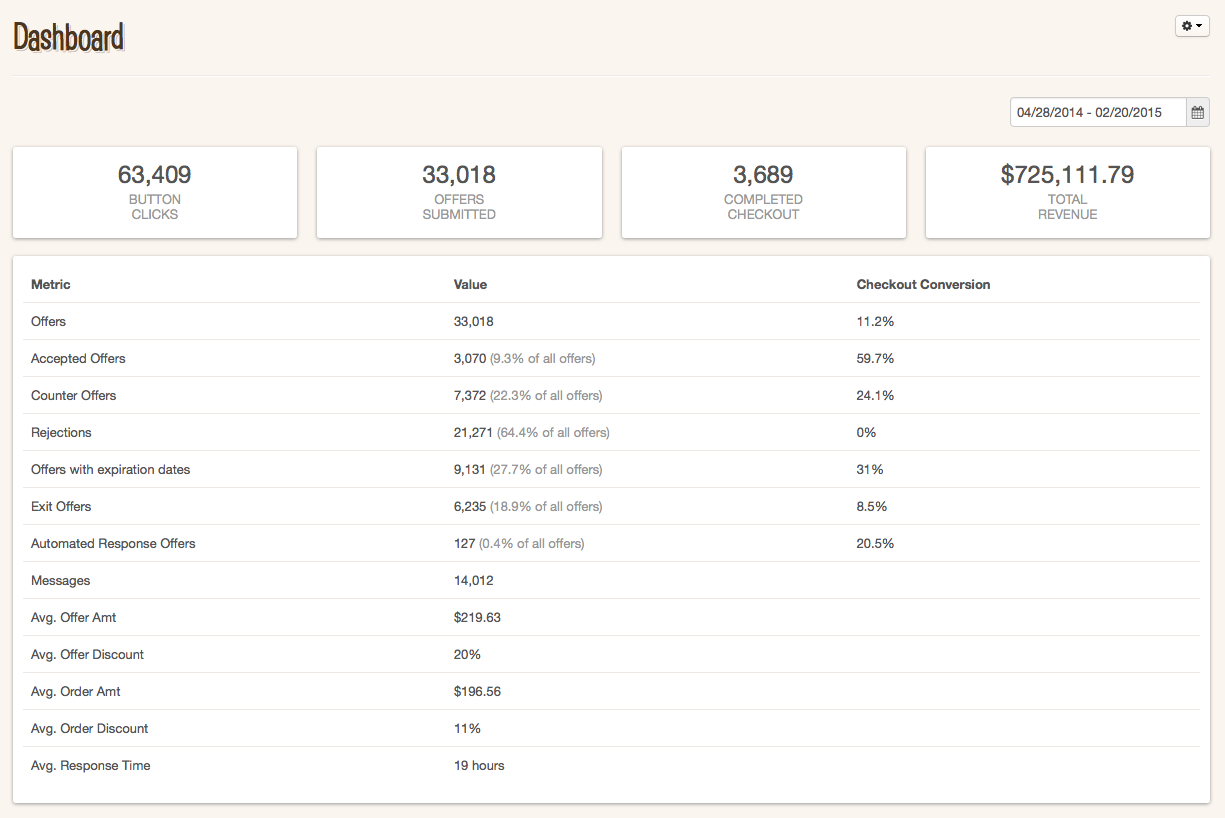 Dashboard
04/28/2014 - 02/20/2015
63,409
BUTTON
CLICKS
33,018
OFFERS
SUBMITTED
3,689
COMPLETED
CHECKOUT
$725,111.79
TOTAL
REVENUE
Metric Value Checkout Conversion
Offers 33,018 11.2%
Accepted Offers 3,070 (9.3% of all offers) 59.7%
Counter Offers 7,372 (22.3% of all offers) 24.1%
Rejections 21,271 (64.4% of all offers) 0%
Offers with expiration dates 9,131 (27.7% of all offers) 31%
Exit Offers 6,235 (18.9% of all offers) 8.5%
Automated Response Offers 127 (0.4% of all offers) 20.5%
Messages 14,012
Avg. Offer Amt $219.63
Avg. Offer Discount 20%
Avg. Order Amt $196.56
Avg. Order Discount 11%
Avg. Response Time 19 hours